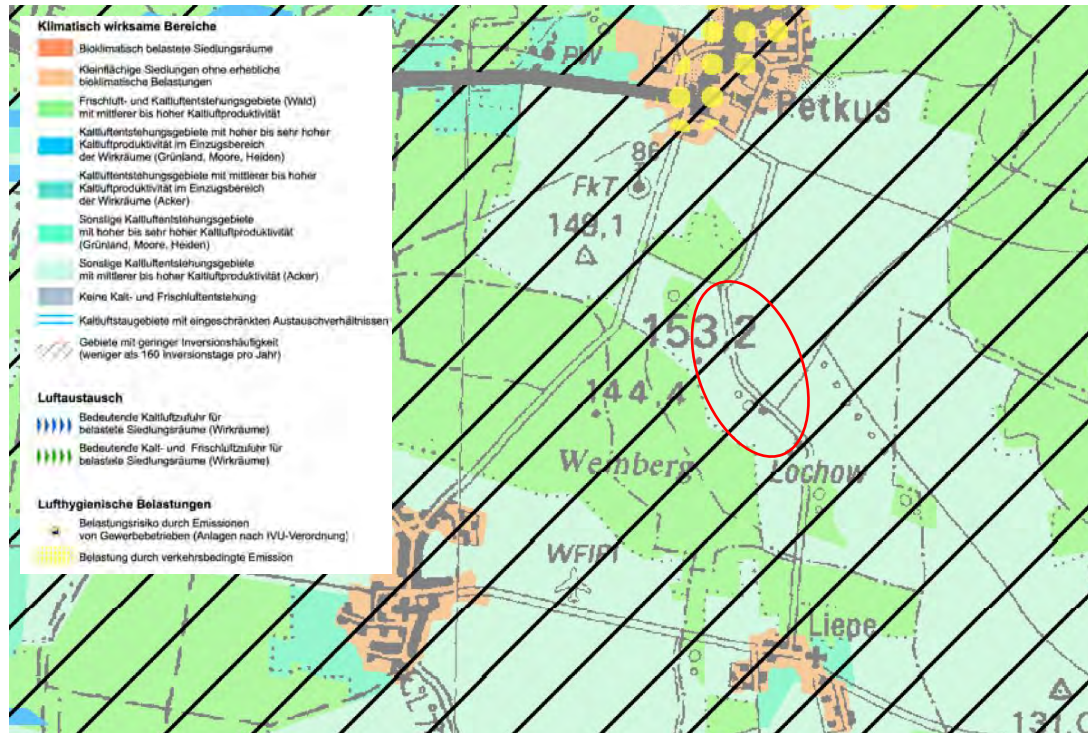 Klimatisch wirksame Bereiche
Bioklimatisch belastete Siedlungsräume
Kleinflächige Siedlungen ohne erhebliche
bioklimatische Belastungen
Frischluft- und Kaltluftentstehungsgebiete (Wald)
mit mittlerer bis hoher Kaltluftproduktivität
Kaltluftentstehungsgebiete mit hoher bis sehr hoher
Kaltluftproduktivität im Einzugsbereich
der Wirkräume (Grünland, Moore, Heiden)
Kaltluftentstehungsgebiete mit mittlerer bis hoher
Kaltluftproduktivität im Einzugsbereich
der Wirkräume (Acker)
Sonstige Kaltluftentstehungsgebiete
mit hoher bis sehr hoher Kaltluftproduktivität
(Grünland, Moore, Heiden)
Sonstige Kaltluftentstehungsgebiete
mit mittlerer bis hoher Kaltluftproduktivität (Acker)
Keine Kalt- und Frischluftentstehung
Kaltluftstaugebiete mit eingeschränkten Austauschverhältnissen
Gebiete mit geringer Inversionshäufigkeit
(weniger als 160 Inversionstage pro Jahr)
Luftaustausch
Bedeutende Kaltluftzufuhr für
belastete Siedlungsräume (Wirkräume)
Bedeutende Kalt- und Frischluftzufuhr für
belastete Siedlungsräume (Wirkräume)
Lufthygienische Belastungen
Belastungsrisiko durch Emissionen
von Gewerbebetrieben (Anlagen nach IVU-Verordnung)
Belastung durch verkehrsbedingte Emission
PW
Petkus
86
FkT
149,1
153,2
144,4
Weinberg
Lochow
WFlPl
Liepe
131,0